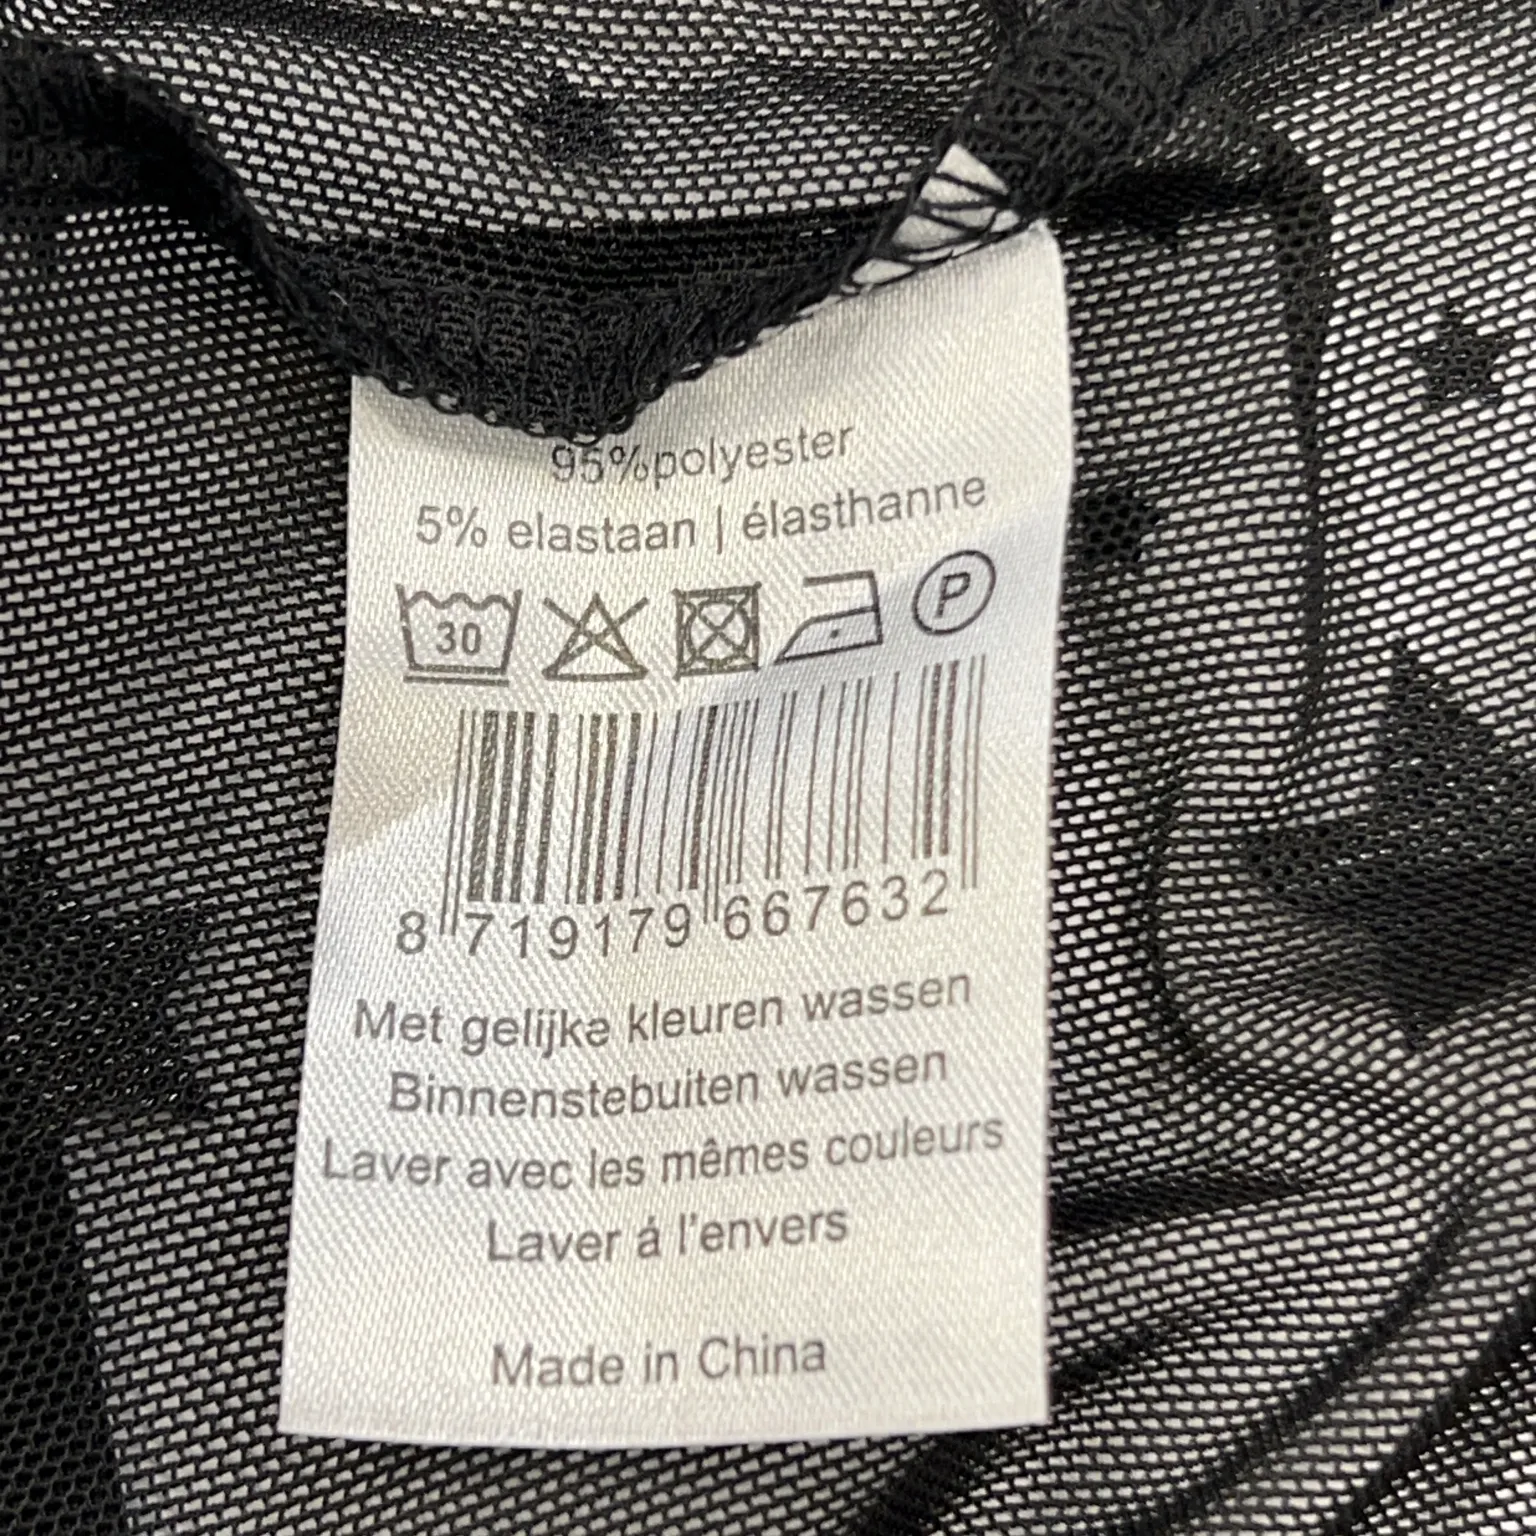 95%polyester
5% elastaan | élasthanne
30 P
8 719179 667632
Met gelijke kleuren wassen
Binnenstebuiten wassen
Laver avec les mêmes couleurs
Laver á l'envers
Made in China